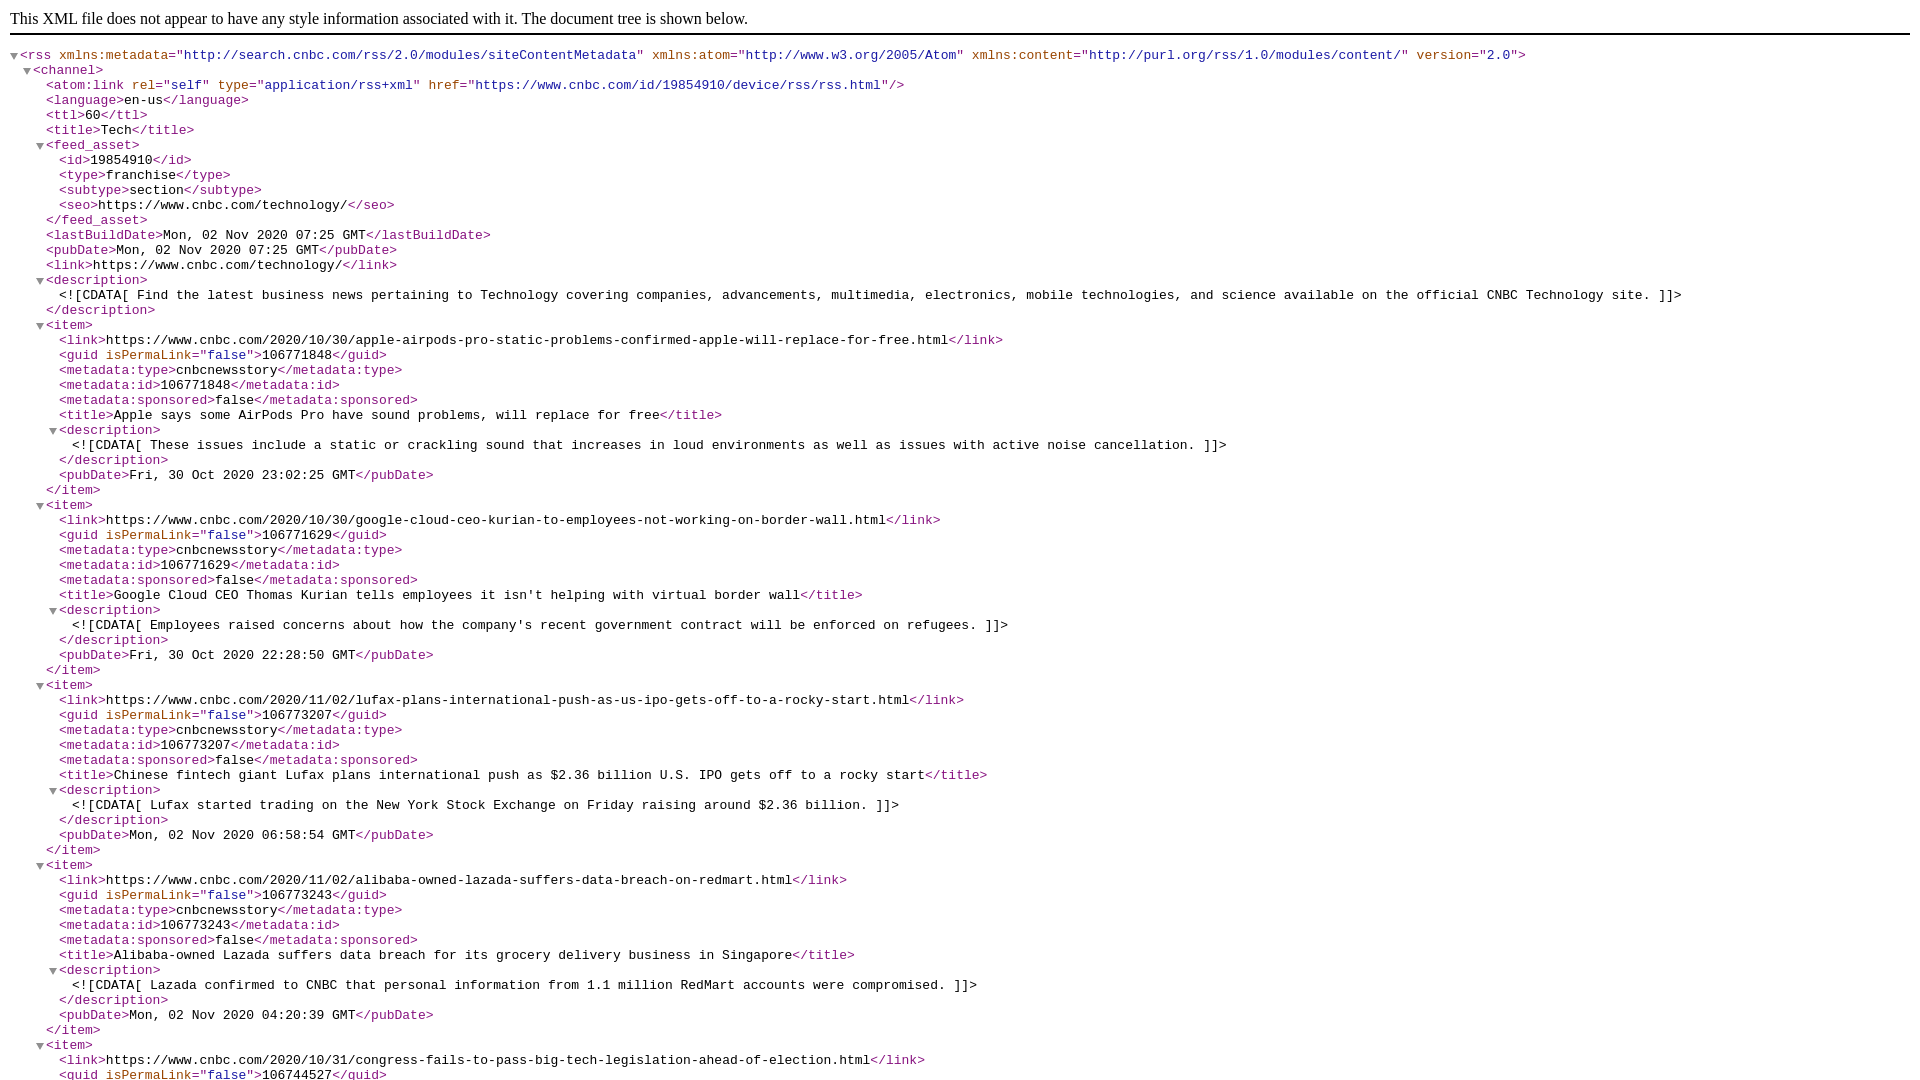 This XML file does not appear to have any style information associated with it. The document tree is shown below.
<rss xmlns:metadata="http://search.cnbc.com/rss/2.0/modules/siteContentMetadata" xmlns:atom="http://www.w3.org/2005/Atom" xmlns:content="http://purl.org/rss/1.0/modules/content/" version="2.0">
<channel>
<atom:link rel="self" type="application/rss+xml" href="https://www.cnbc.com/id/19854910/device/rss/rss.html"/>
<language>en-us</language>
<ttl>60</ttl>
<title>Tech</title>
<feed_asset>
<id>19854910</id>
<type>franchise</type>
<subtype>section</subtype>
<seo>https://www.cnbc.com/technology/</seo>
</feed_asset>
<lastBuildDate>Mon, 02 Nov 2020 07:25 GMT</lastBuildDate>
<pubDate>Mon, 02 Nov 2020 07:25 GMT</pubDate>
<link>https://www.cnbc.com/technology/</link>
<description>
<![CDATA[ Find the latest business news pertaining to Technology covering companies, advancements, multimedia, electronics, mobile technologies, and science available on the official CNBC Technology site. ]]>
</description>
<item>
<link>https://www.cnbc.com/2020/10/30/apple-airpods-pro-static-problems-confirmed-apple-will-replace-for-free.html</link>
<guid isPermaLink="false">106771848</guid>
<metadata:type>cnbcnewsstory</metadata:type>
<metadata:id>106771848</metadata:id>
<metadata:sponsored>false</metadata:sponsored>
<title>Apple says some AirPods Pro have sound problems, will replace for free</title>
<description>
<![CDATA[ These issues include a static or crackling sound that increases in loud environments as well as issues with active noise cancellation. ]]>
</description>
<pubDate>Fri, 30 Oct 2020 23:02:25 GMT</pubDate>
</item>
<item>
<link>https://www.cnbc.com/2020/10/30/google-cloud-ceo-kurian-to-employees-not-working-on-border-wall.html</link>
<guid isPermaLink="false">106771629</guid>
<metadata:type>cnbcnewsstory</metadata:type>
<metadata:id>106771629</metadata:id>
<metadata:sponsored>false</metadata:sponsored>
<title>Google Cloud CEO Thomas Kurian tells employees it isn't helping with virtual border wall</title>
<description>
<![CDATA[ Employees raised concerns about how the company's recent government contract will be enforced on refugees. ]]>
</description>
<pubDate>Fri, 30 Oct 2020 22:28:50 GMT</pubDate>
</item>
<item>
<link>https://www.cnbc.com/2020/11/02/lufax-plans-international-push-as-us-ipo-gets-off-to-a-rocky-start.html</link>
<guid isPermaLink="false">106773207</guid>
<metadata:type>cnbcnewsstory</metadata:type>
<metadata:id>106773207</metadata:id>
<metadata:sponsored>false</metadata:sponsored>
<title>Chinese fintech giant Lufax plans international push as $2.36 billion U.S. IPO gets off to a rocky start</title>
<description>
<![CDATA[ Lufax started trading on the New York Stock Exchange on Friday raising around $2.36 billion. ]]>
</description>
<pubDate>Mon, 02 Nov 2020 06:58:54 GMT</pubDate>
</item>
<item>
<link>https://www.cnbc.com/2020/11/02/alibaba-owned-lazada-suffers-data-breach-on-redmart.html</link>
<guid isPermaLink="false">106773243</guid>
<metadata:type>cnbcnewsstory</metadata:type>
<metadata:id>106773243</metadata:id>
<metadata:sponsored>false</metadata:sponsored>
<title>Alibaba-owned Lazada suffers data breach for its grocery delivery business in Singapore</title>
<description>
<![CDATA[ Lazada confirmed to CNBC that personal information from 1.1 million RedMart accounts were compromised. ]]>
</description>
<pubDate>Mon, 02 Nov 2020 04:20:39 GMT</pubDate>
</item>
<item>
<link>https://www.cnbc.com/2020/10/31/congress-fails-to-pass-big-tech-legislation-ahead-of-election.html</link>
<guid isPermaLink="false">106744527</guid>